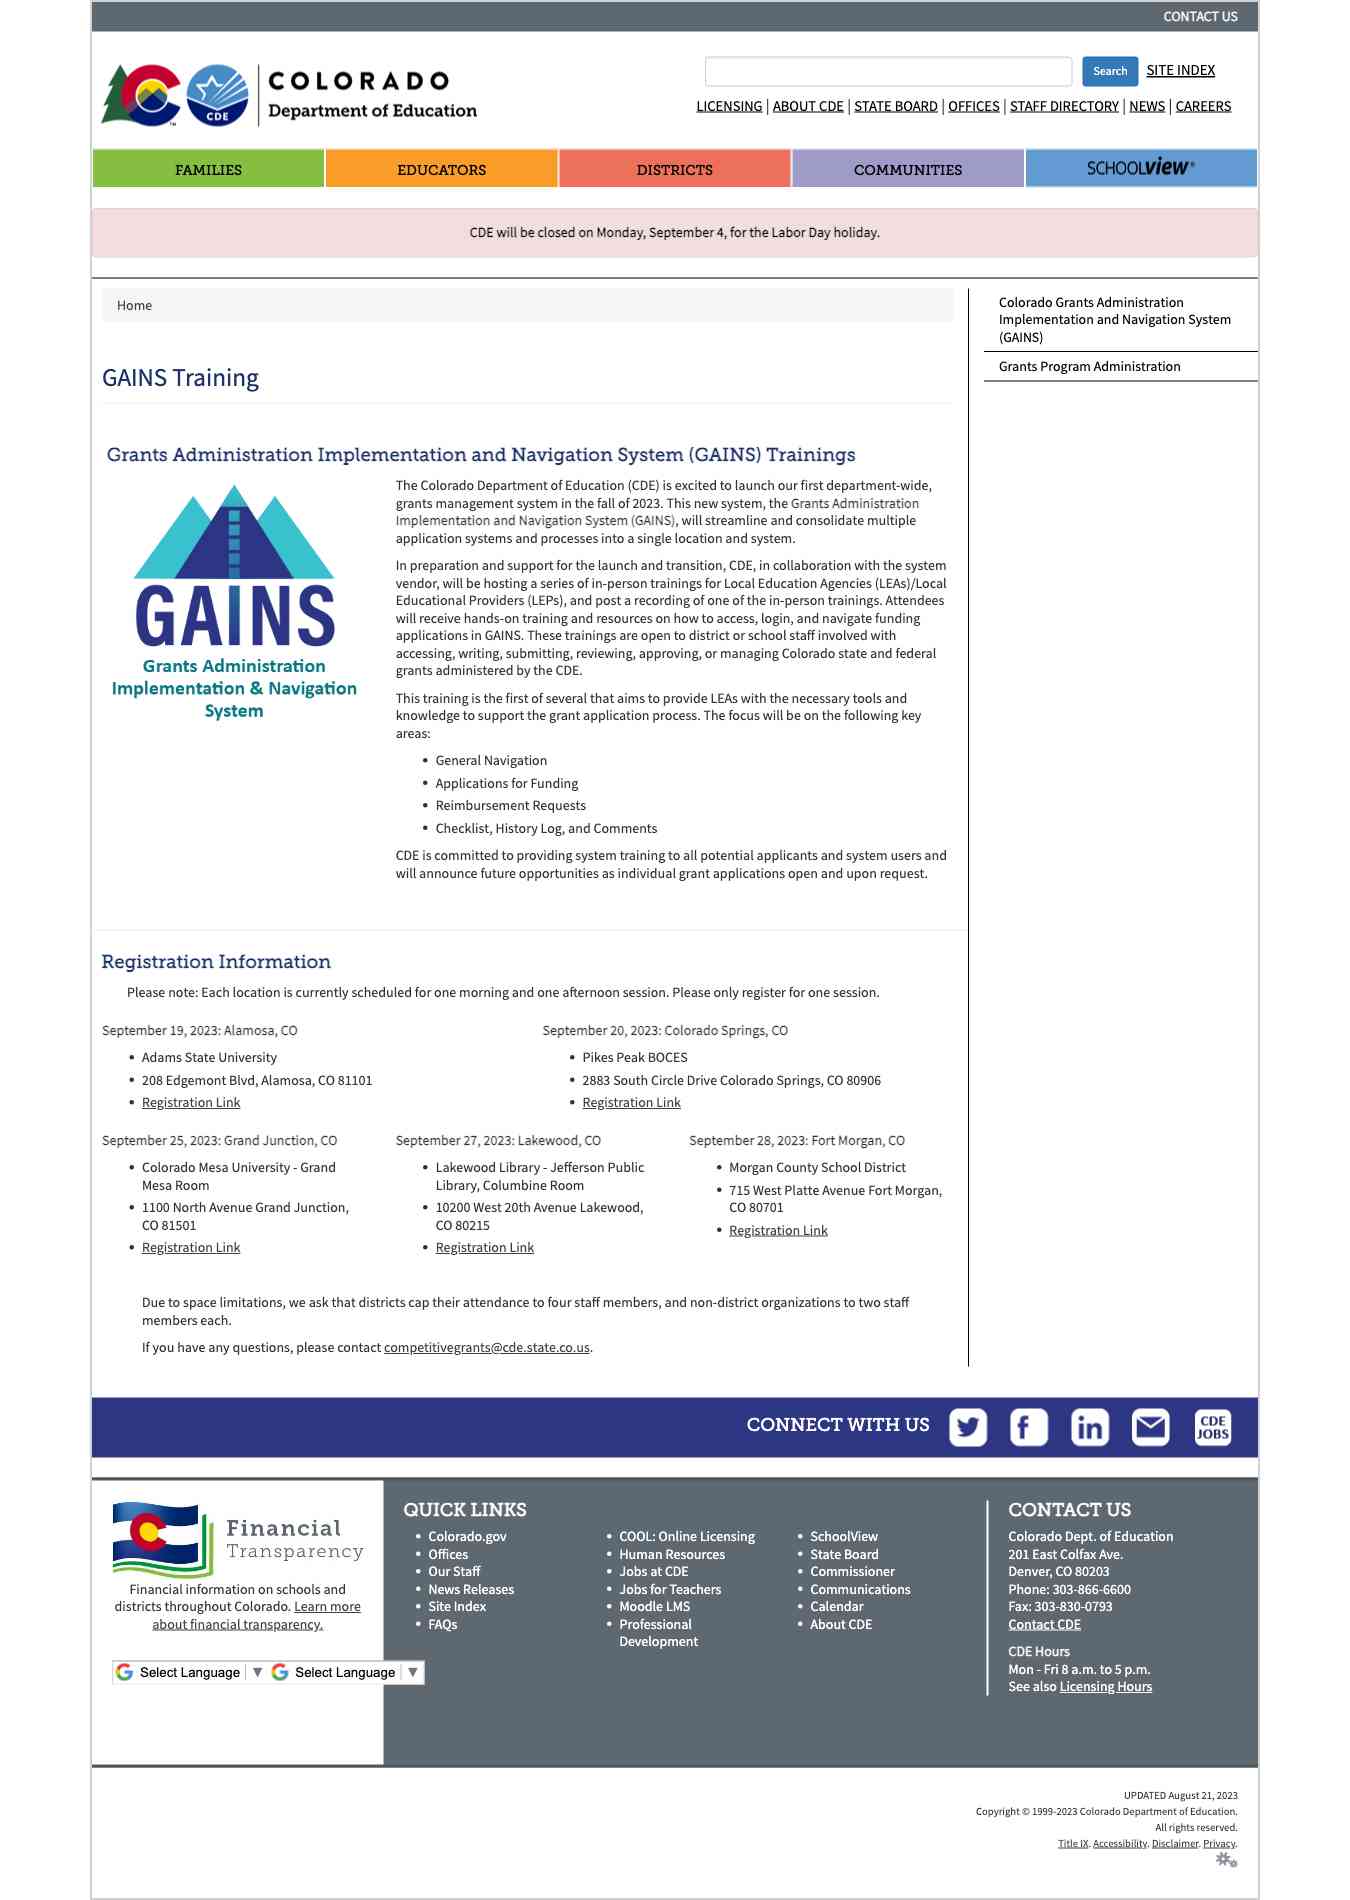 CONTACT US
COLORADO
Department of Education
CDE
TM
Search
SITE INDEX
LICENSING | ABOUT CDE | STATE BOARD | OFFICES | STAFF DIRECTORY | NEWS | CAREERS
FAMILIES
EDUCATORS
DISTRICTS
COMMUNITIES
SCHOOLVIEW®
CDE will be closed on Monday, September 4, for the Labor Day holiday.
Home
Colorado Grants Administration
Implementation and Navigation System
(GAINS)
Grants Program Administration
GAINS Training
Grants Administration Implementation and Navigation System (GAINS) Trainings
GAINS
Grants Administration
Implementation & Navigation
System
The Colorado Department of Education (CDE) is excited to launch our first department-wide,
grants management system in the fall of 2023. This new system, the Grants Administration
Implementation and Navigation System (GAINS), will streamline and consolidate multiple
application systems and processes into a single location and system.
In preparation and support for the launch and transition, CDE, in collaboration with the system
vendor, will be hosting a series of in-person trainings for Local Education Agencies (LEAs)/Local
Educational Providers (LEPs), and post a recording of one of the in-person trainings. Attendees
will receive hands-on training and resources on how to access, login, and navigate funding
applications in GAINS. These trainings are open to district or school staff involved with
accessing, writing, submitting, reviewing, approving, or managing Colorado state and federal
grants administered by the CDE.
This training is the first of several that aims to provide LEAs with the necessary tools and
knowledge to support the grant application process. The focus will be on the following key
areas:
• General Navigation
• Applications for Funding
• Reimbursement Requests
• Checklist, History Log, and Comments
CDE is committed to providing system training to all potential applicants and system users and
will announce future opportunities as individual grant applications open and upon request.
Registration Information
Please note: Each location is currently scheduled for one morning and one afternoon session. Please only register for one session.
September 19, 2023: Alamosa, CO
• Adams State University
• 208 Edgemont Blvd, Alamosa, CO 81101
• Registration Link
September 20, 2023: Colorado Springs, CO
• Pikes Peak BOCES
• 2883 South Circle Drive Colorado Springs, CO 80906
• Registration Link
September 25, 2023: Grand Junction, CO
• Colorado Mesa University - Grand
Mesa Room
• 1100 North Avenue Grand Junction,
CO 81501
• Registration Link
September 27, 2023: Lakewood, CO
• Lakewood Library - Jefferson Public
Library, Columbine Room
• 10200 West 20th Avenue Lakewood,
CO 80215
• Registration Link
September 28, 2023: Fort Morgan, CO
• Morgan County School District
• 715 West Platte Avenue Fort Morgan,
CO 80701
• Registration Link
Due to space limitations, we ask that districts cap their attendance to four staff members, and non-district organizations to two staff
members each.
If you have any questions, please contact competitivegrants@cde.state.co.us.
CONNECT WITH US
CDE
JOBS
Financial
Transparency
Financial information on schools and
districts throughout Colorado. Learn more
about financial transparency.
Select Language ▼
Select Language ▼
QUICK LINKS
• Colorado.gov
• Offices
• Our Staff
• News Releases
• Site Index
• FAQs
• COOL: Online Licensing
• Human Resources
• Jobs at CDE
• Jobs for Teachers
• Moodle LMS
• Professional
Development
• SchoolView
• State Board
• Commissioner
• Communications
• Calendar
• About CDE
CONTACT US
Colorado Dept. of Education
201 East Colfax Ave.
Denver, CO 80203
Phone: 303-866-6600
Fax: 303-830-0793
Contact CDE
CDE Hours
Mon - Fri 8 a.m. to 5 p.m.
See also Licensing Hours
UPDATED August 21, 2023
Copyright © 1999-2023 Colorado Department of Education.
All rights reserved.
Title IX. Accessibility. Disclaimer. Privacy.